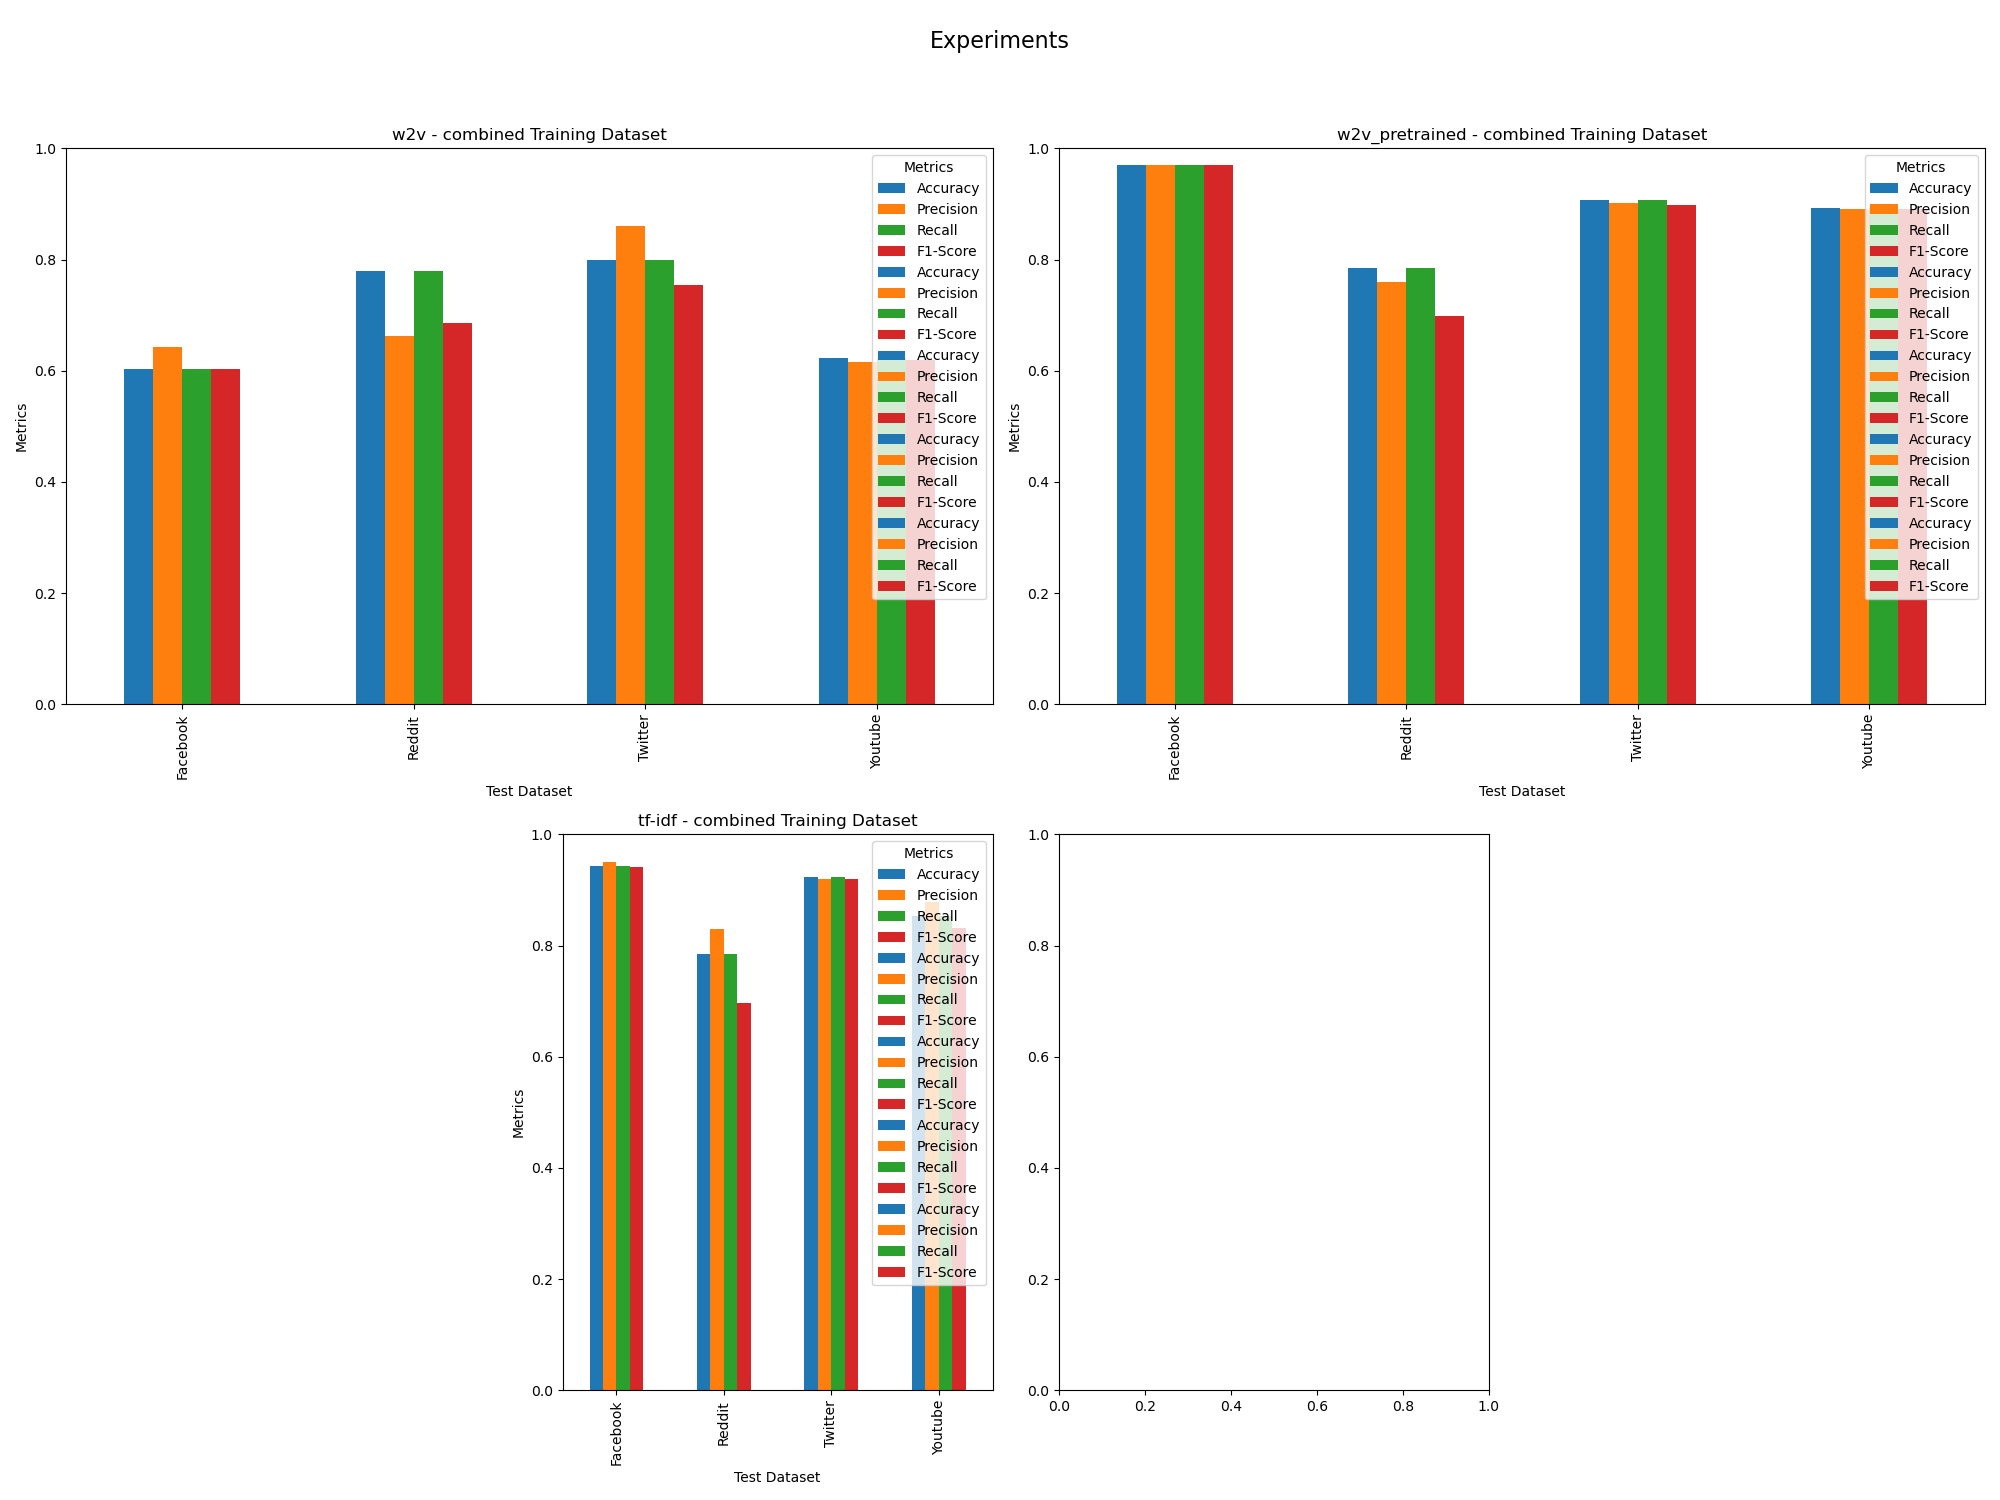 Experiments
w2v - combined Training Dataset
1.0
0.8
0.6
0.4
0.2
0.0
Metrics
Metrics
Accuracy
Precision
Recall
F1-Score
Accuracy
Precision
Recall
F1-Score
Accuracy
Precision
Recall
F1-Score
Accuracy
Precision
Recall
F1-Score
Accuracy
Precision
Recall
F1-Score
Facebook
Reddit
Twitter
Youtube
Test Dataset
w2v_pretrained - combined Training Dataset
1.0
0.8
0.6
0.4
0.2
0.0
Metrics
Metrics
Accuracy
Precision
Recall
F1-Score
Accuracy
Precision
Recall
F1-Score
Accuracy
Precision
Recall
F1-Score
Accuracy
Precision
Recall
F1-Score
Accuracy
Precision
Recall
F1-Score
Facebook
Reddit
Twitter
Youtube
Test Dataset
tf-idf - combined Training Dataset
1.0
0.8
0.6
0.4
0.2
0.0
Metrics
Metrics
Accuracy
Precision
Recall
F1-Score
Accuracy
Precision
Recall
F1-Score
Accuracy
Precision
Recall
F1-Score
Accuracy
Precision
Recall
F1-Score
Accuracy
Precision
Recall
F1-Score
Facebook
Reddit
Twitter
Youtube
Test Dataset
1.0
0.8
0.6
0.4
0.2
0.0
0.0 0.2 0.4 0.6 0.8 1.0